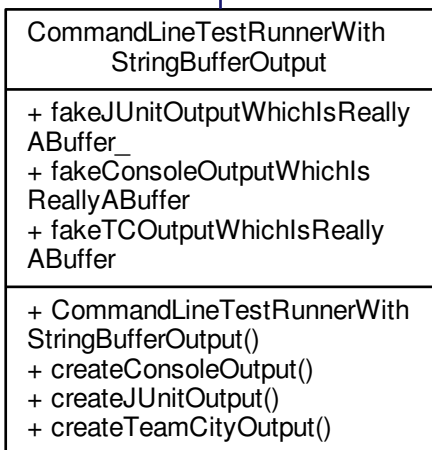 CommandLineTestRunnerWith
StringBufferOutput
+ fakeJUnitOutputWhichIsReally
ABuffer_
+ fakeConsoleOutputWhichIs
ReallyABuffer
+ fakeTCOutputWhichIsReally
ABuffer
+ CommandLineTestRunnerWith
StringBufferOutput()
+ createConsoleOutput()
+ createJUnitOutput()
+ createTeamCityOutput()